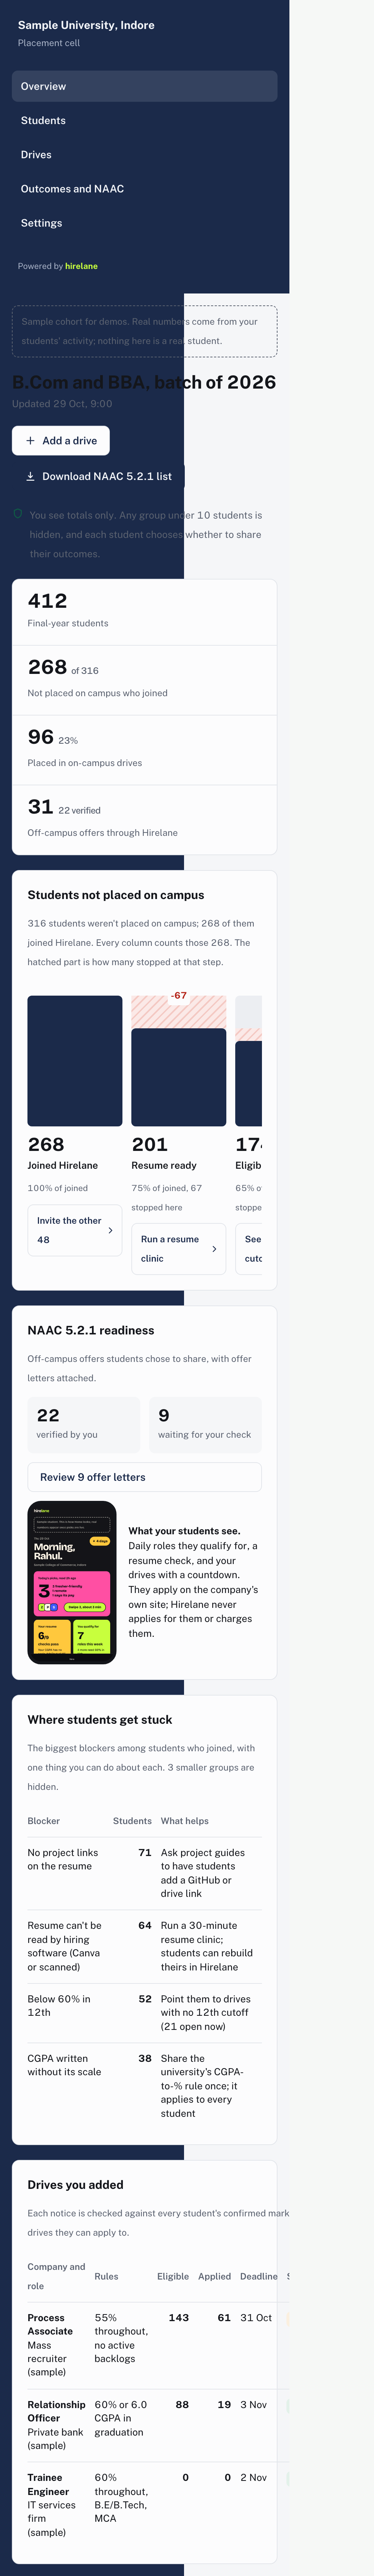 Sample University, Indore
Placement cell
Overview
Students
Drives
Outcomes and NAAC
Settings
Powered by hirelane
Sample cohort for demos. Real numbers come from your
students' activity; nothing here is a real student.
B.Com and BBA, batch of 2026
Updated 29 Oct, 9:00
Add a drive
Download NAAC 5.2.1 list
You see totals only. Any group under 10 students is
hidden, and each student chooses whether to share
their outcomes.
412
Final-year students
268 of 316
Not placed on campus who joined
96 23%
Placed in on-campus drives
31 22 verified
Off-campus offers through Hirelane
Students not placed on campus
316 students weren't placed on campus; 268 of them
joined Hirelane. Every column counts those 268. The
hatched part is how many stopped at that step.
-67
268
Joined Hirelane
100% of joined
Invite the other
48
201
Resume ready
75% of joined, 67
stopped here
Run a resume
clinic
174
Eligib
65% o
stoppe
See
cuto
NAAC 5.2.1 readiness
Off-campus offers students chose to share, with offer
letters attached.
22
verified by you
9
waiting for your check
Review 9 offer letters
hirelane
Morning,
Rahul.
3
6/9
7
What your students see.
Daily roles they qualify for, a
resume check, and your
drives with a countdown.
They apply on the company's
own site; Hirelane never
applies for them or charges
them.
Where students get stuck
The biggest blockers among students who joined, with
one thing you can do about each. 3 smaller groups are
hidden.
Blocker Students What helps
No project links
on the resume
71
Ask project guides
to have students
add a GitHub or
drive link
Resume can't be
read by hiring
software (Canva
or scanned)
64
Run a 30-minute
resume clinic;
students can rebuild
theirs in Hirelane
Below 60% in
12th
52
Point them to drives
with no 12th cutoff
(21 open now)
CGPA written
without its scale
38
Share the
university's CGPA-
to-% rule once; it
applies to every
student
Drives you added
Each notice is checked against every student's confirmed mark
drives they can apply to.
Company and
role
Rules Eligible Applied Deadline S
Process
Associate
Mass
recruiter
(sample)
55%
throughout,
no active
backlogs
143 61 31 Oct
Relationship
Officer
Private bank
(sample)
60% or 6.0
CGPA in
graduation
88 19 3 Nov
Trainee
Engineer
IT services
firm
(sample)
60%
throughout,
B.E/B.Tech,
MCA
0 0 2 Nov